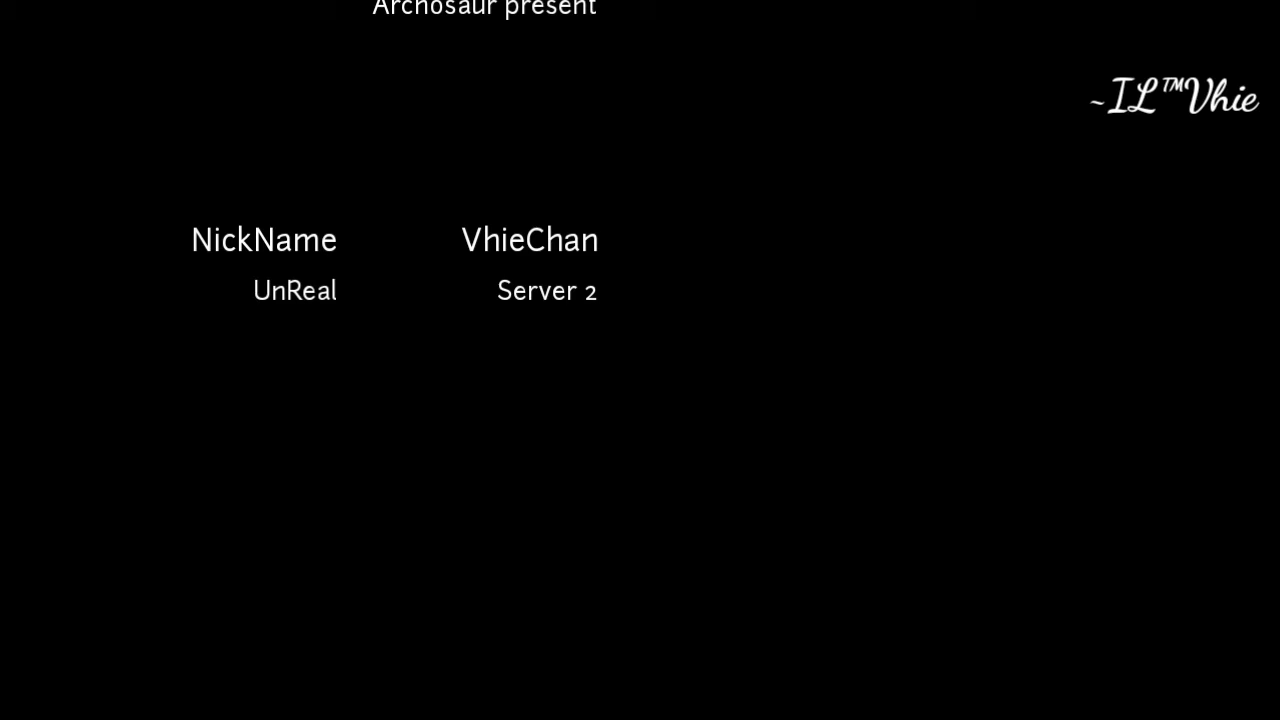 Archosaur present
~IL™Vhie
NickName VhieChan
UnReal Server 2